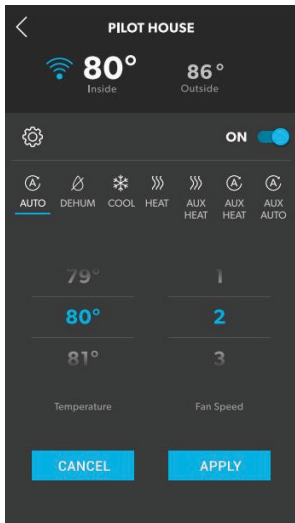 PILOT HOUSE
80° 86°
Inside Outside
ON
A A A
AUTO DEHUM COOL HEAT AUX HEAT AUX HEAT AUX AUTO
79° 1
80° 2
81° 3
Temperature Fan Speed
CANCEL APPLY